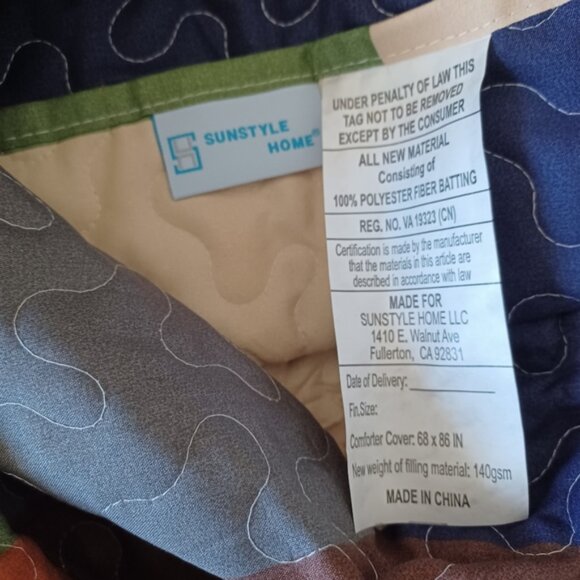 SUNSTYLE
HOME®
UNDER PENALTY OF LAW THIS
TAG NOT TO BE REMOVED
EXCEPT BY THE CONSUMER
ALL NEW MATERIAL
Consisting of
100% POLYESTER FIBER BATTING
REG. NO. VA 19323 (CN)
Certification is made by the manufacturer
that the materials in this article are
described in accordance with law
MADE FOR
SUNSTYLE HOME LLC
1410 E. Walnut Ave
Fullerton, CA 92831
Date of Delivery:
Fin.Size:
Comforter Cover: 68 x 86 IN
New weight of filling material: 140gsm
MADE IN CHINA